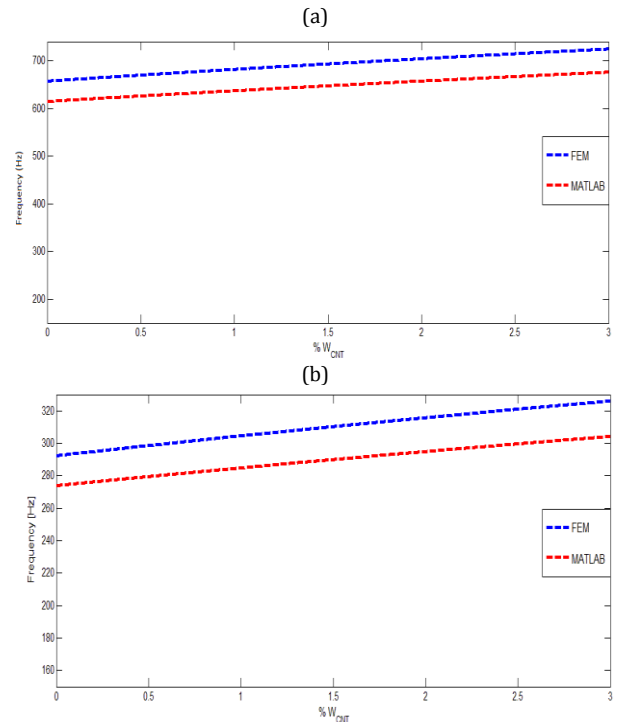 (a)
700
600
500
400
300
200
Frequency (Hz)
FEM
MATLAB
0 0.5 1 1.5 2 2.5 3
% W_CNT
(b)
320
300
280
260
240
220
200
180
160
Frequency [Hz]
FEM
MATLAB
0 0.5 1 1.5 2 2.5 3
% W_CNT